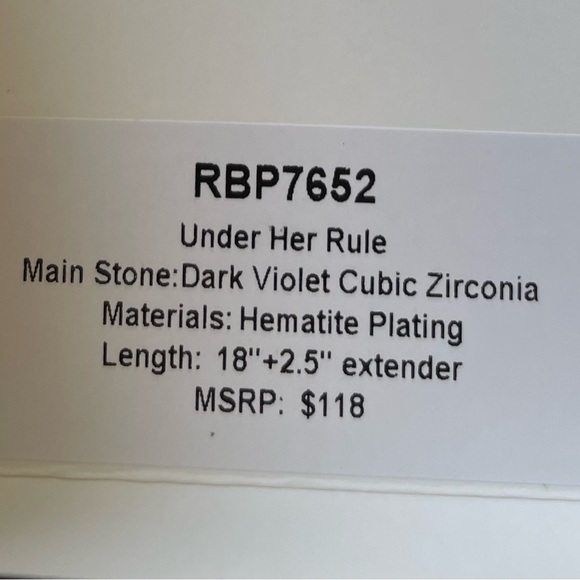 RBP7652
Under Her Rule
Main Stone:Dark Violet Cubic Zirconia
Materials: Hematite Plating
Length: 18"+2.5" extender
MSRP: $118